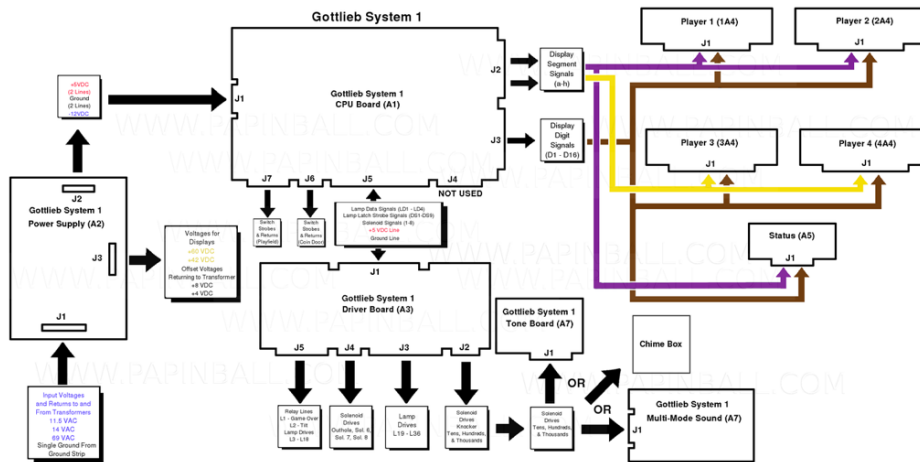 Gottlieb System 1
Player 1 (1A4)
J1
Player 2 (2A4)
J1
+5VDC
(2 Lines)
Ground
(2 Lines)
-12VDC
J1
Gottlieb System 1
CPU Board (A1)
J2
J3
J7
J6
J5
J4
NOT USED
Display
Segment
Signals
(a-h)
Display
Digit
Signals
(D1 - D16)
Player 3 (3A4)
J1
Player 4 (4A4)
J1
Status (A5)
J1
Switch
Strobes
& Returns
(Playfield)
Switch
Strobes
& Returns
(Coin Door)
Lamp Data Signals (LD1 - LD4)
Lamp Latch Strobe Signals (DS1-DS9)
Solenoid Signals (1-8)
+5 VDC Line
Ground Line
J2
Gottlieb System 1
Power Supply (A2)
J3
J1
Voltages for
Displays
+60 VDC
+42 VDC
Offset Voltages
Returning to Transformer
+8 VDC
+4 VDC
J1
Gottlieb System 1
Driver Board (A3)
J5
J4
J3
J2
Gottlieb System 1
Tone Board (A7)
J1
Chime Box
OR
OR
Gottlieb System 1
Multi-Mode Sound (A7)
J1
Input Voltages
and Returns to and
From Transformers
11.5 VAC
14 VAC
69 VAC
Single Ground From
Ground Strip
Relay Lines
L1 - Game Over
L2 - Tilt
Lamp Drives
L3 - L18
Solenoid
Drives
Outhole, Sol. 6,
Sol. 7, Sol. 8
Lamp
Drives
L19 - L36
Solenoid
Drives
Knocker
Tens, Hundreds,
& Thousands
Solenoid
Drives
Tens, Hundreds,
& Thousands
WWW.PAPINBALL.COM